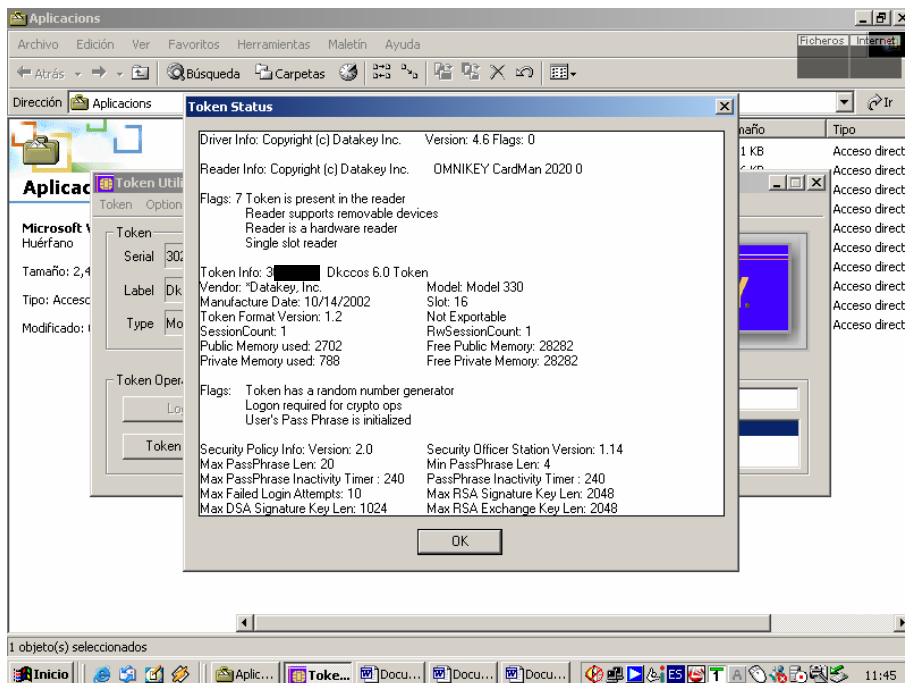 Aplicacions
Archivo Edición Ver Favoritos Herramientas Maletín Ayuda
Ficheros Internet
Atrás Búsqueda Carpetas
Dirección Aplicacions Ir
Token Status
Driver Info: Copyright (c) Datakey Inc. Version: 4.6 Flags: 0
Reader Info: Copyright (c) Datakey Inc. OMNIKEY CardMan 2020 0
Flags: 7 Token is present in the reader
Reader supports removable devices
Reader is a hardware reader
Single slot reader
Token Info: 3 Dkccos 6.0 Token
Vendor: *Datakey, Inc. Model: Model 330
Manufacture Date: 10/14/2002 Slot: 16
Token Format Version: 1.2 Not Exportable
SessionCount: 1 RwSessionCount: 1
Public Memory used: 2702 Free Public Memory: 28282
Private Memory used: 788 Free Private Memory: 28282
Flags: Token has a random number generator
Logon required for crypto ops
User's Pass Phrase is initialized
Security Policy Info: Version: 2.0 Security Officer Station Version: 1.14
Max PassPhrase Len: 20 Min PassPhrase Len: 4
Max PassPhrase Inactivity Timer : 240 PassPhrase Inactivity Timer: 240
Max Failed Login Attempts: 10 Max RSA Signature Key Len: 2048
Max DSA Signature Key Len: 1024 Max RSA Exchange Key Len: 2048
OK
Aplicac
Microsoft
Huérfano
Tamaño: 2,4
Tipo: Acceso
Modificado:
Token Utili
Token Option
Token
Serial 302
Label Dk
Type Mo
Token Oper
Lo
Token
Y.
maño Tipo
1 KB Acceso direct
Acceso direct
Acceso direct
Acceso direct
Acceso direct
Acceso direct
Acceso direct
Acceso direct
Acceso direct
Acceso direct
1 objeto(s) seleccionados
Inicio Aplic... Toke... Docu... Docu... Docu... ES 11:45